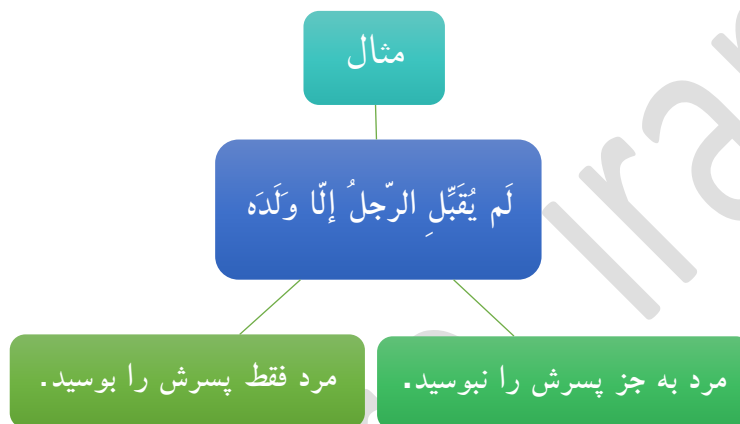 مثال
لَم يُقَبِّلِ الرّجلُ إلّا وَلَدَه
مرد به جز پسرش را نبوسید.
مرد فقط پسرش را بوسید.